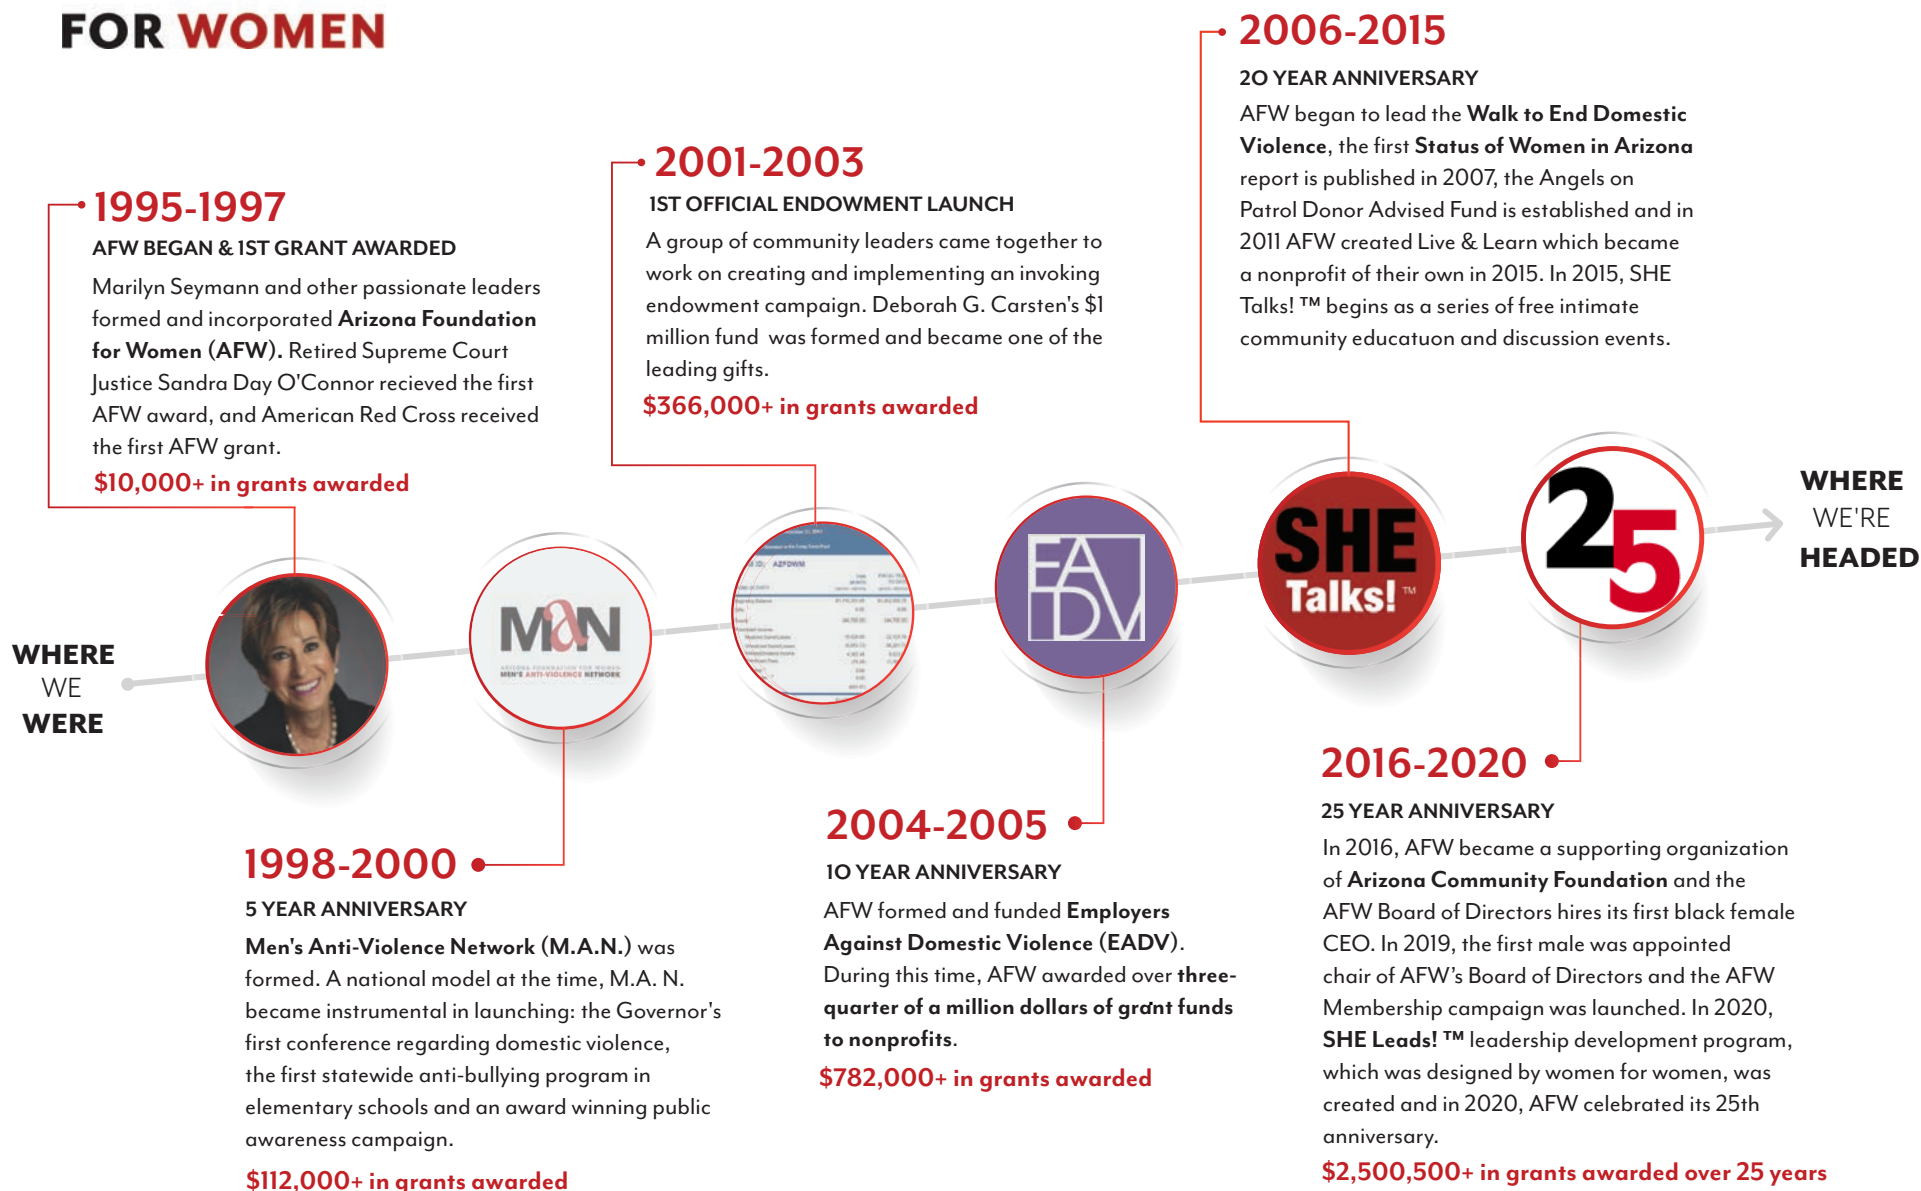 FOR WOMEN
1995-1997
AFW BEGAN & 1ST GRANT AWARDED
Marilyn Seymann and other passionate leaders
formed and incorporated Arizona Foundation
for Women (AFW). Retired Supreme Court
Justice Sandra Day O'Connor recieved the first
AFW award, and American Red Cross received
the first AFW grant.
$10,000+ in grants awarded
2001-2003
1ST OFFICIAL ENDOWMENT LAUNCH
A group of community leaders came together to
work on creating and implementing an invoking
endowment campaign. Deborah G. Carsten's $1
million fund was formed and became one of the
leading gifts.
$366,000+ in grants awarded
2006-2015
20 YEAR ANNIVERSARY
AFW began to lead the Walk to End Domestic
Violence, the first Status of Women in Arizona
report is published in 2007, the Angels on
Patrol Donor Advised Fund is established and in
2011 AFW created Live & Learn which became
a nonprofit of their own in 2015. In 2015, SHE
Talks! ™ begins as a series of free intimate
community educatuon and discussion events.
WHERE
WE
WERE
MaN
ARIZONA FOUNDATION FOR WOMEN
MEN'S ANTI-VIOLENCE NETWORK
AZFDWM
EADV
SHE
Talks! ™
25
WHERE
WE'RE
HEADED
1998-2000
5 YEAR ANNIVERSARY
Men's Anti-Violence Network (M.A.N.) was
formed. A national model at the time, M.A. N.
became instrumental in launching: the Governor's
first conference regarding domestic violence,
the first statewide anti-bullying program in
elementary schools and an award winning public
awareness campaign.
$112,000+ in grants awarded
2004-2005
10 YEAR ANNIVERSARY
AFW formed and funded Employers
Against Domestic Violence (EADV).
During this time, AFW awarded over three-
quarter of a million dollars of grant funds
to nonprofits.
$782,000+ in grants awarded
2016-2020
25 YEAR ANNIVERSARY
In 2016, AFW became a supporting organization
of Arizona Community Foundation and the
AFW Board of Directors hires its first black female
CEO. In 2019, the first male was appointed
chair of AFW's Board of Directors and the AFW
Membership campaign was launched. In 2020,
SHE Leads! ™ leadership development program,
which was designed by women for women, was
created and in 2020, AFW celebrated its 25th
anniversary.
$2,500,500+ in grants awarded over 25 years